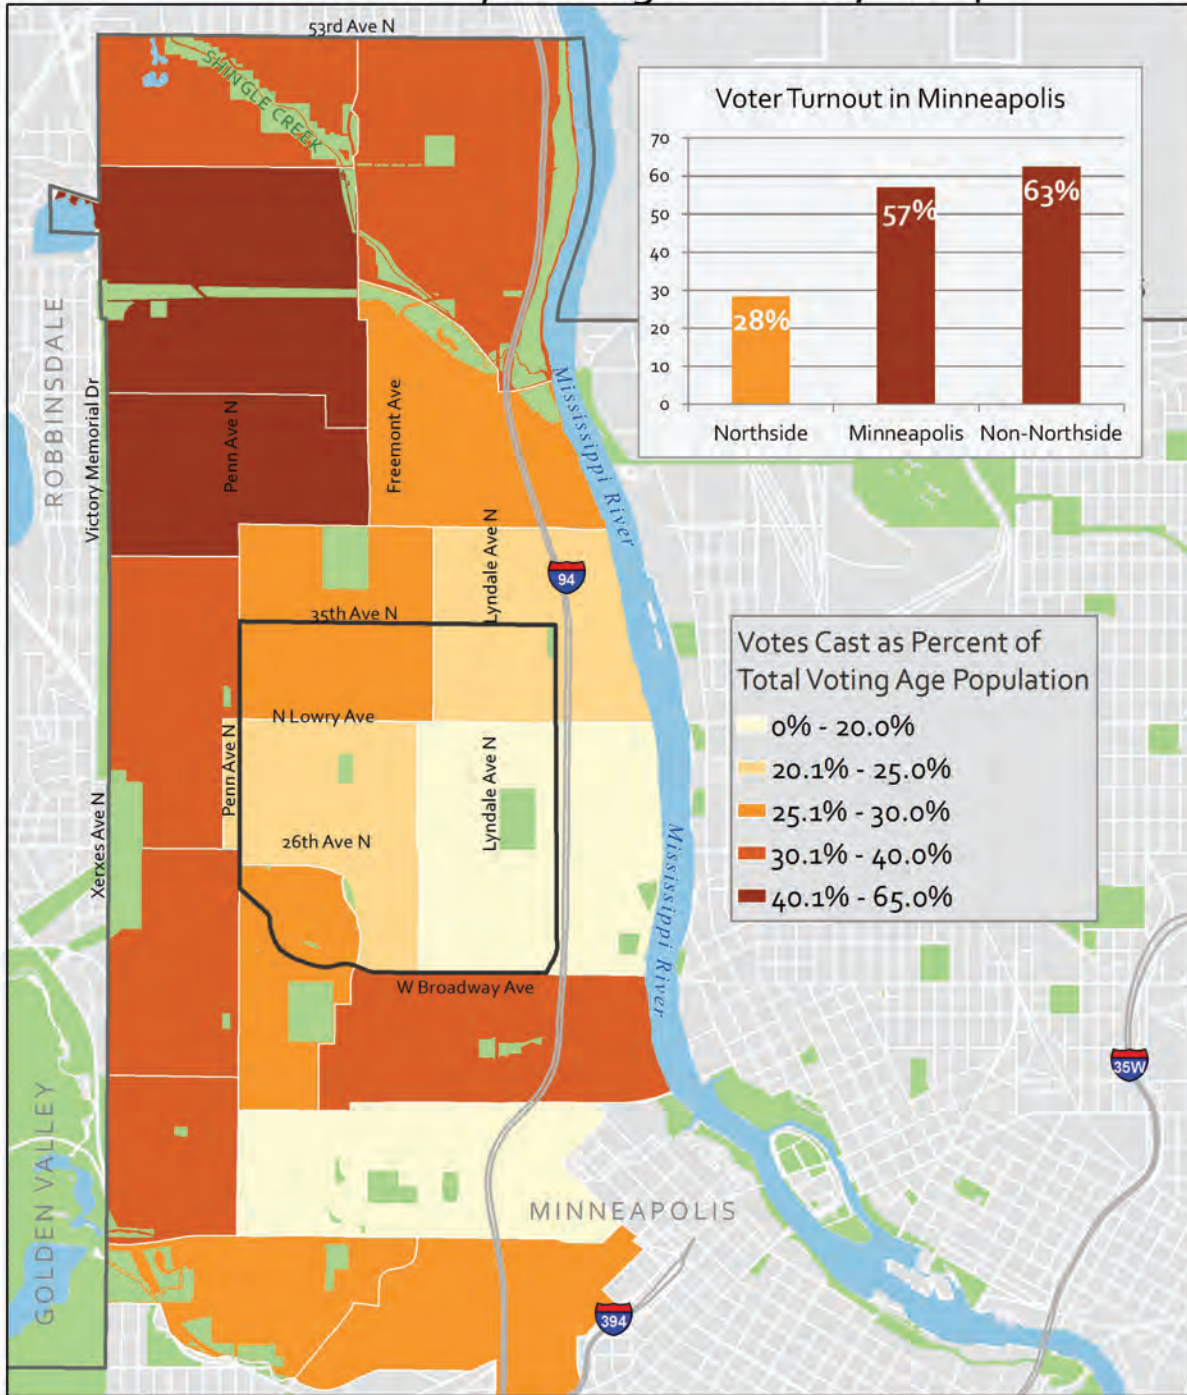 53rd Ave N
SHINGLE CREEK
Voter Turnout in Minneapolis
70
60
50
40
30
20
10
0
28%
57%
63%
Northside
Minneapolis
Non-Northside
ROBBINSDALE
Victory Memorial Dr
Penn Ave N
Freemont Ave
Mississippi River
Lyndale Ave N
94
35th Ave N
N Lowry Ave
Penn Ave N
Lyndale Ave N
26th Ave N
Xerxes Ave N
Mississippi River
W Broadway Ave
Votes Cast as Percent of
Total Voting Age Population
0% - 20.0%
20.1% - 25.0%
25.1% - 30.0%
30.1% - 40.0%
40.1% - 65.0%
35W
GOLDEN VALLEY
MINNEAPOLIS
394